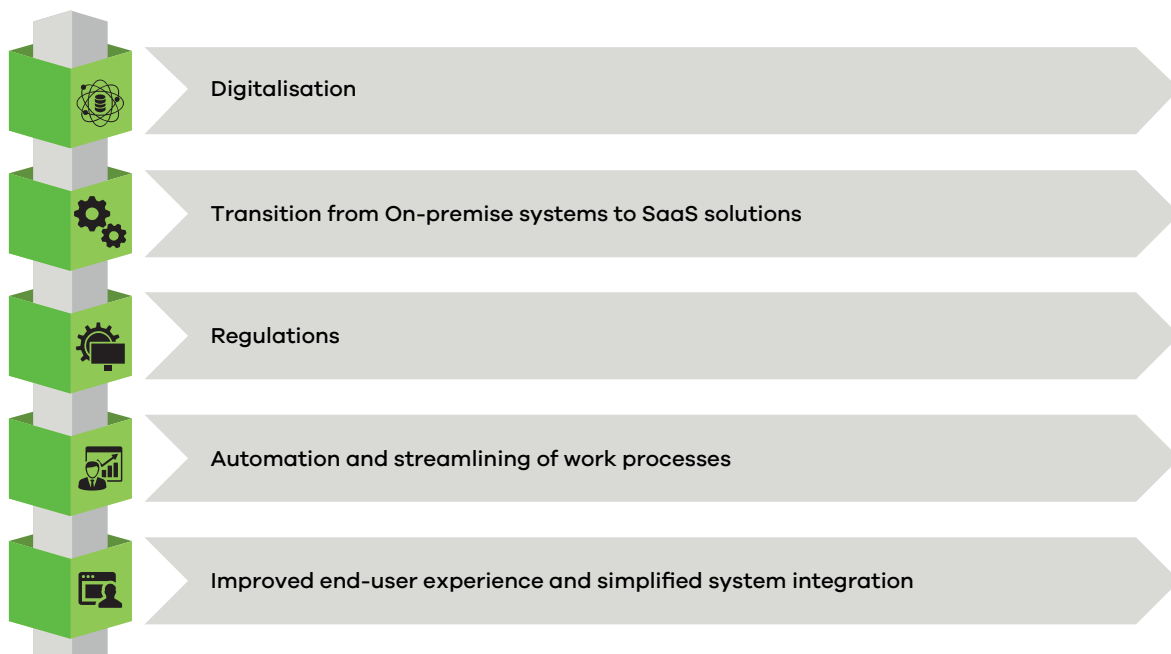 Digitalisation
Transition from On-premise systems to SaaS solutions
Regulations
Automation and streamlining of work processes
Improved end-user experience and simplified system integration